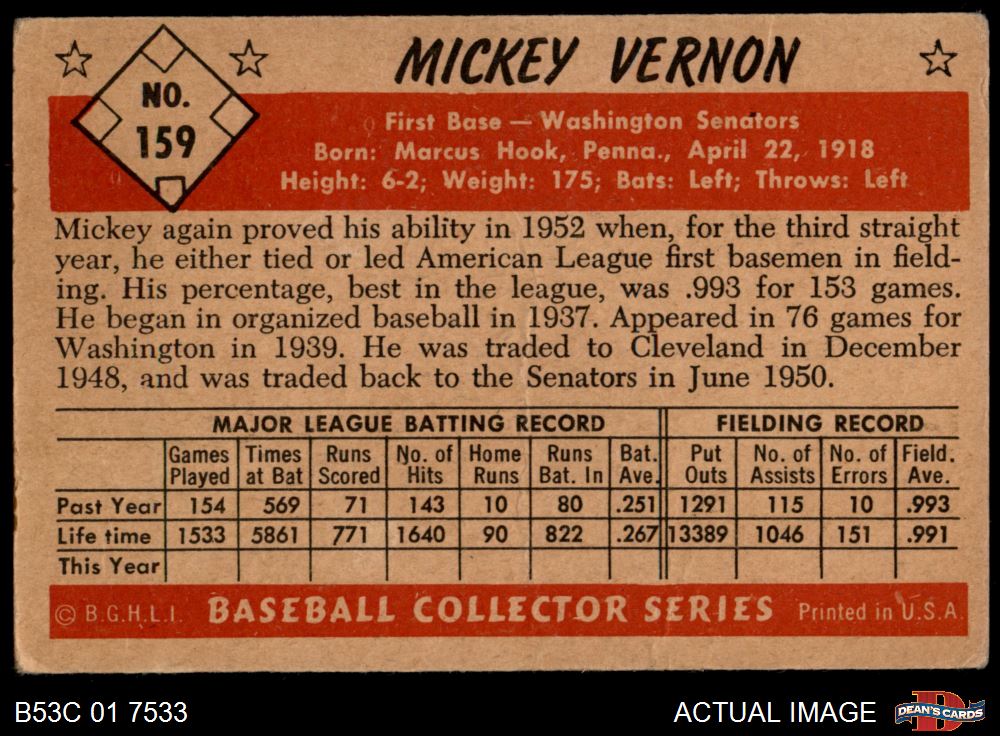 NO.
159
MICKEY VERNON
First Base — Washington Senators
Born: Marcus Hook, Penna., April 22, 1918
Height: 6-2; Weight: 175; Bats: Left; Throws: Left
Mickey again proved his ability in 1952 when, for the third straight
year, he either tied or led American League first basemen in field-
ing. His percentage, best in the league, was .993 for 153 games.
He began in organized baseball in 1937. Appeared in 76 games for
Washington in 1939. He was traded to Cleveland in December
1948, and was traded back to the Senators in June 1950.
MAJOR LEAGUE BATTING RECORD FIELDING RECORD
Games Times Runs No. of Home Runs Bat. Put No. of No. of Field.
Played at Bat Scored Hits Runs Bat. In Ave. Outs Assists Errors Ave.
Past Year 154 569 71 143 10 80 .251 1291 115 10 .993
Life time 1533 5861 771 1640 90 822 .267 13389 1046 151 .991
This Year
© B.G.H.L.I. BASEBALL COLLECTOR SERIES Printed in U.S.A.
B53C 01 7533 ACTUAL IMAGE DEAN'S CARDS